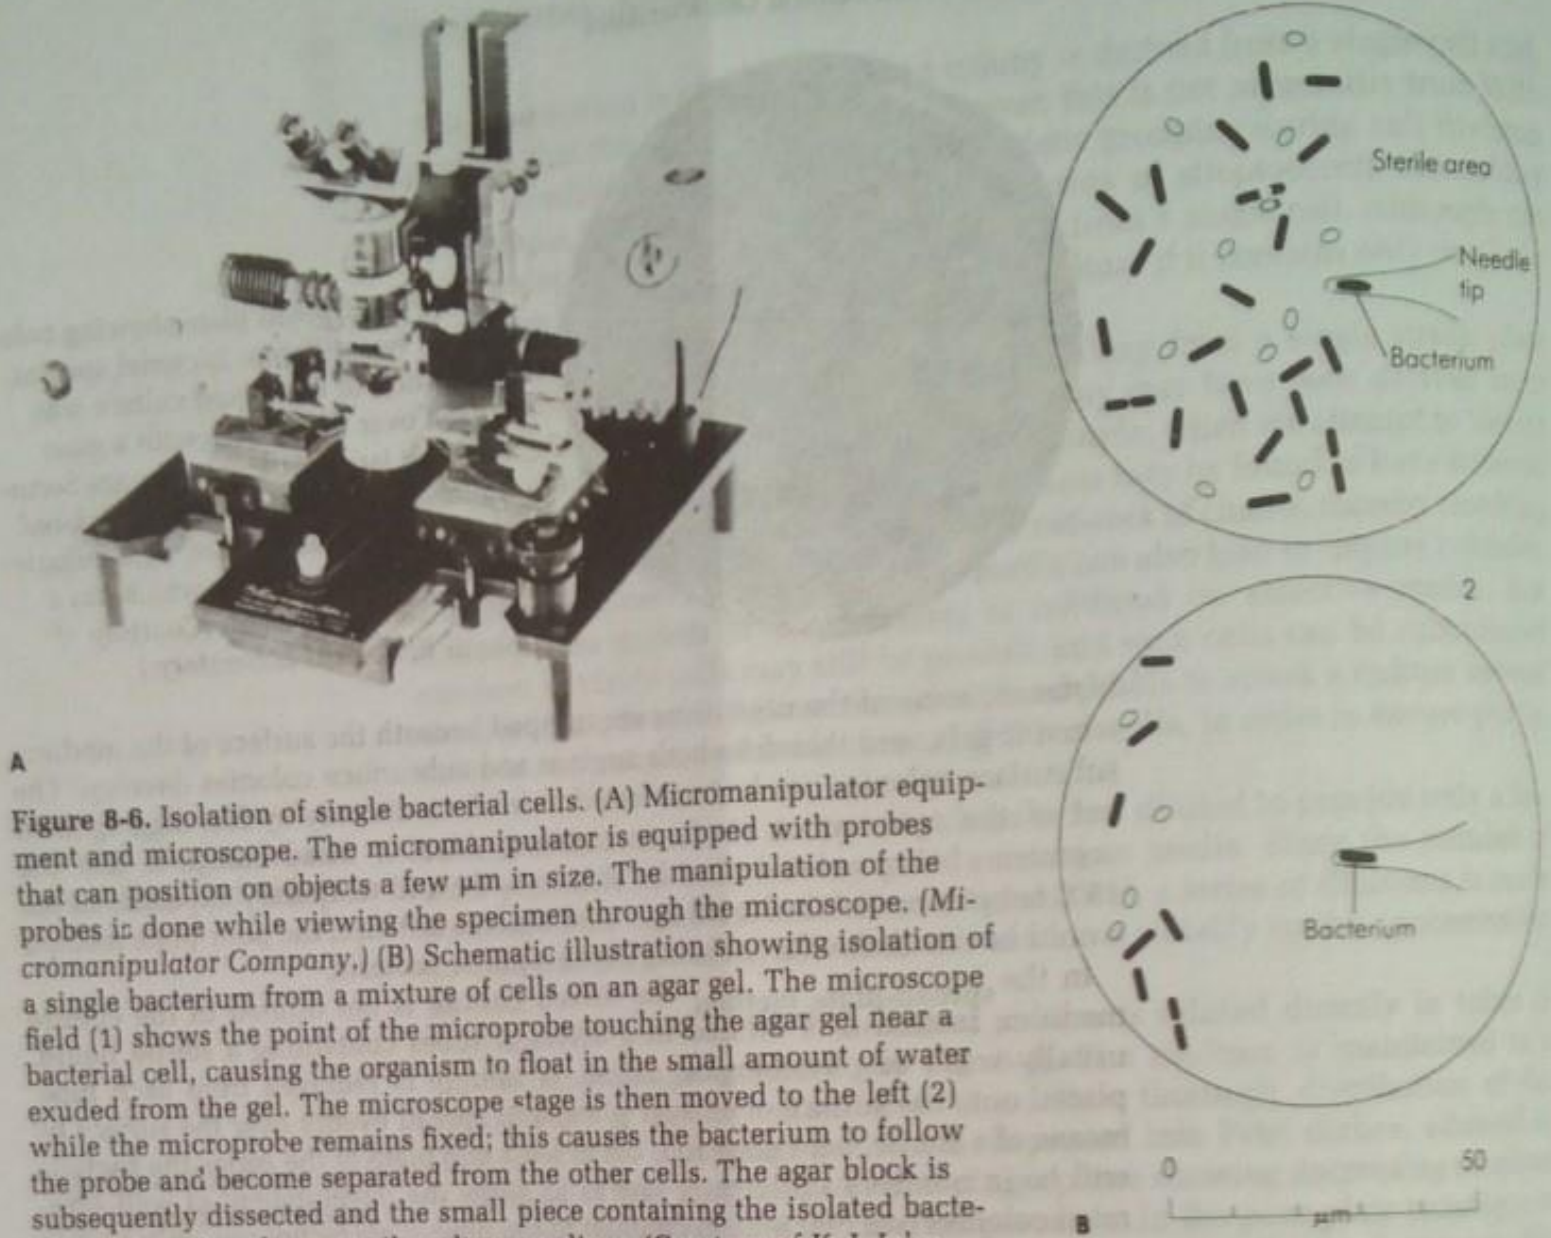 Sterile area
Needle
tip
Bacterium
2
Bacterium
0
50
μm
B
A
Figure 8-6. Isolation of single bacterial cells. (A) Micromanipulator equip-
ment and microscope. The micromanipulator is equipped with probes
that can position on objects a few μm in size. The manipulation of the
probes is done while viewing the specimen through the microscope. (Mi-
cromanipulator Company.) (B) Schematic illustration showing isolation of
a single bacterium from a mixture of cells on an agar gel. The microscope
field (1) shows the point of the microprobe touching the agar gel near a
bacterial cell, causing the organism to float in the small amount of water
exuded from the gel. The microscope stage is then moved to the left (2)
while the microprobe remains fixed; this causes the bacterium to follow
the probe and become separated from the other cells. The agar block is
subsequently dissected and the small piece containing the isolated bacte-